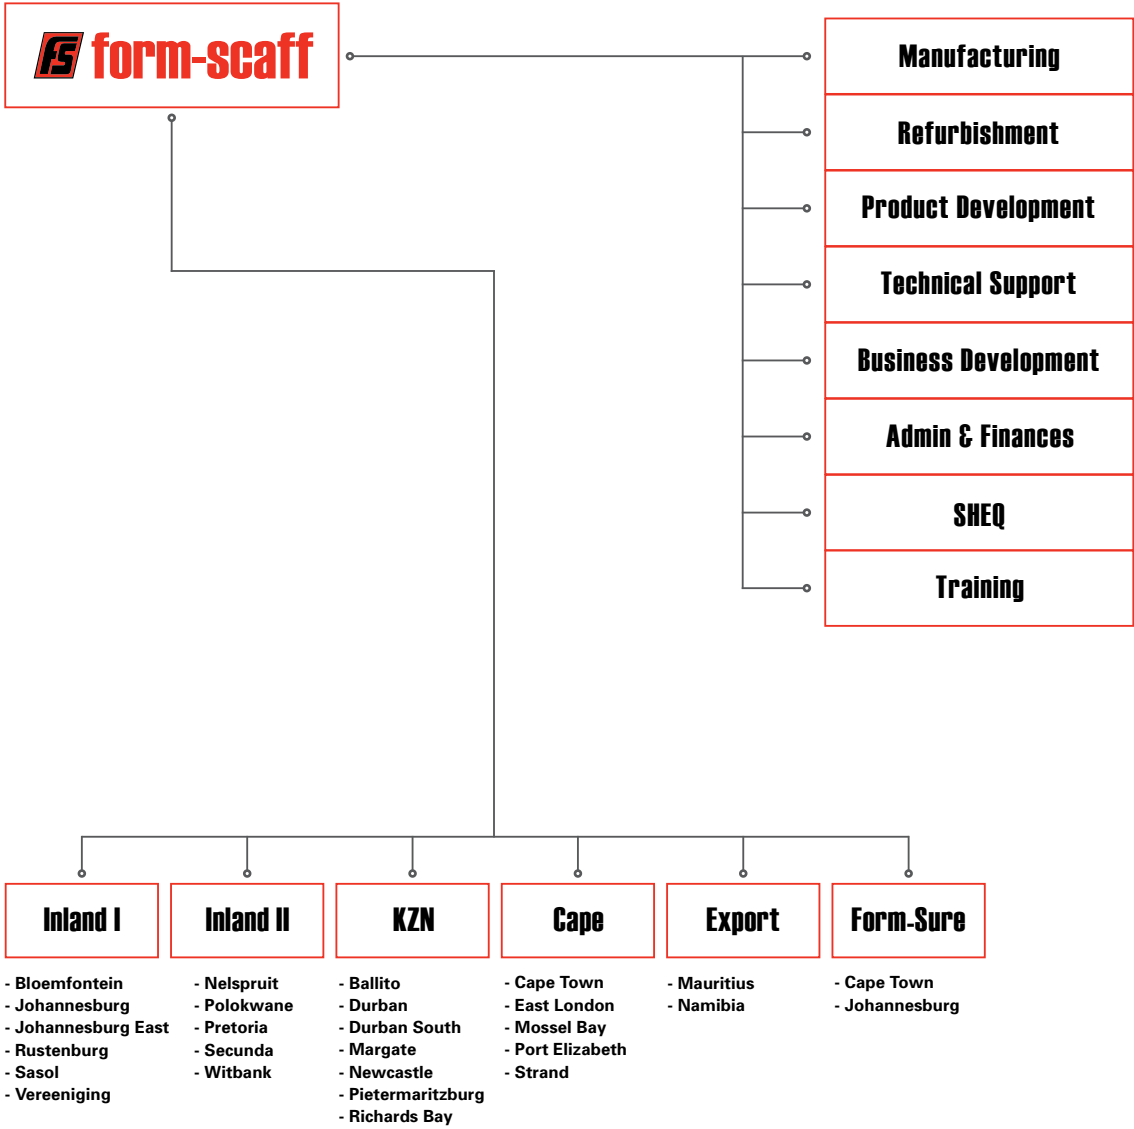 FS form-scaff
Manufacturing
Refurbishment
Product Development
Technical Support
Business Development
Admin & Finances
SHEQ
Training
Inland I
- Bloemfontein
- Johannesburg
- Johannesburg East
- Rustenburg
- Sasol
- Vereeniging
Inland II
- Nelspruit
- Polokwane
- Pretoria
- Secunda
- Witbank
KZN
- Ballito
- Durban
- Durban South
- Margate
- Newcastle
- Pietermaritzburg
- Richards Bay
Cape
- Cape Town
- East London
- Mossel Bay
- Port Elizabeth
- Strand
Export
- Mauritius
- Namibia
Form-Sure
- Cape Town
- Johannesburg